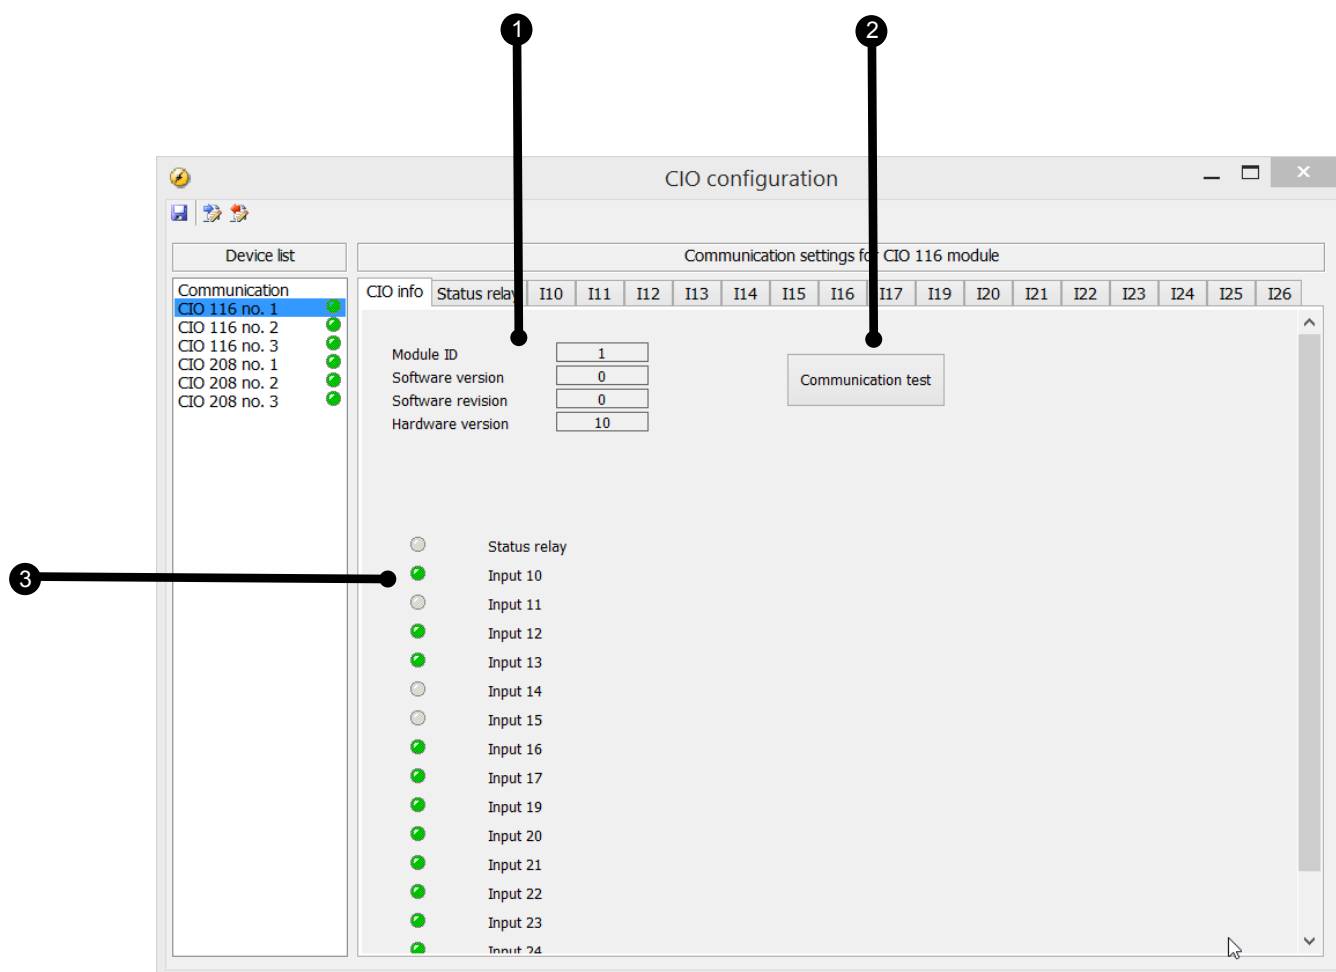 1
2
CIO configuration
Device list
Communication settings for CIO 116 module
Communication
CIO 116 no. 1
CIO 116 no. 2
CIO 116 no. 3
CIO 208 no. 1
CIO 208 no. 2
CIO 208 no. 3
CIO info Status relay I10 I11 I12 I13 I14 I15 I16 I17 I19 I20 I21 I22 I23 I24 I25 I26
Module ID 1
Software version 0
Software revision 0
Hardware version 10
Communication test
Status relay
3
Input 10
Input 11
Input 12
Input 13
Input 14
Input 15
Input 16
Input 17
Input 19
Input 20
Input 21
Input 22
Input 23
Input 24